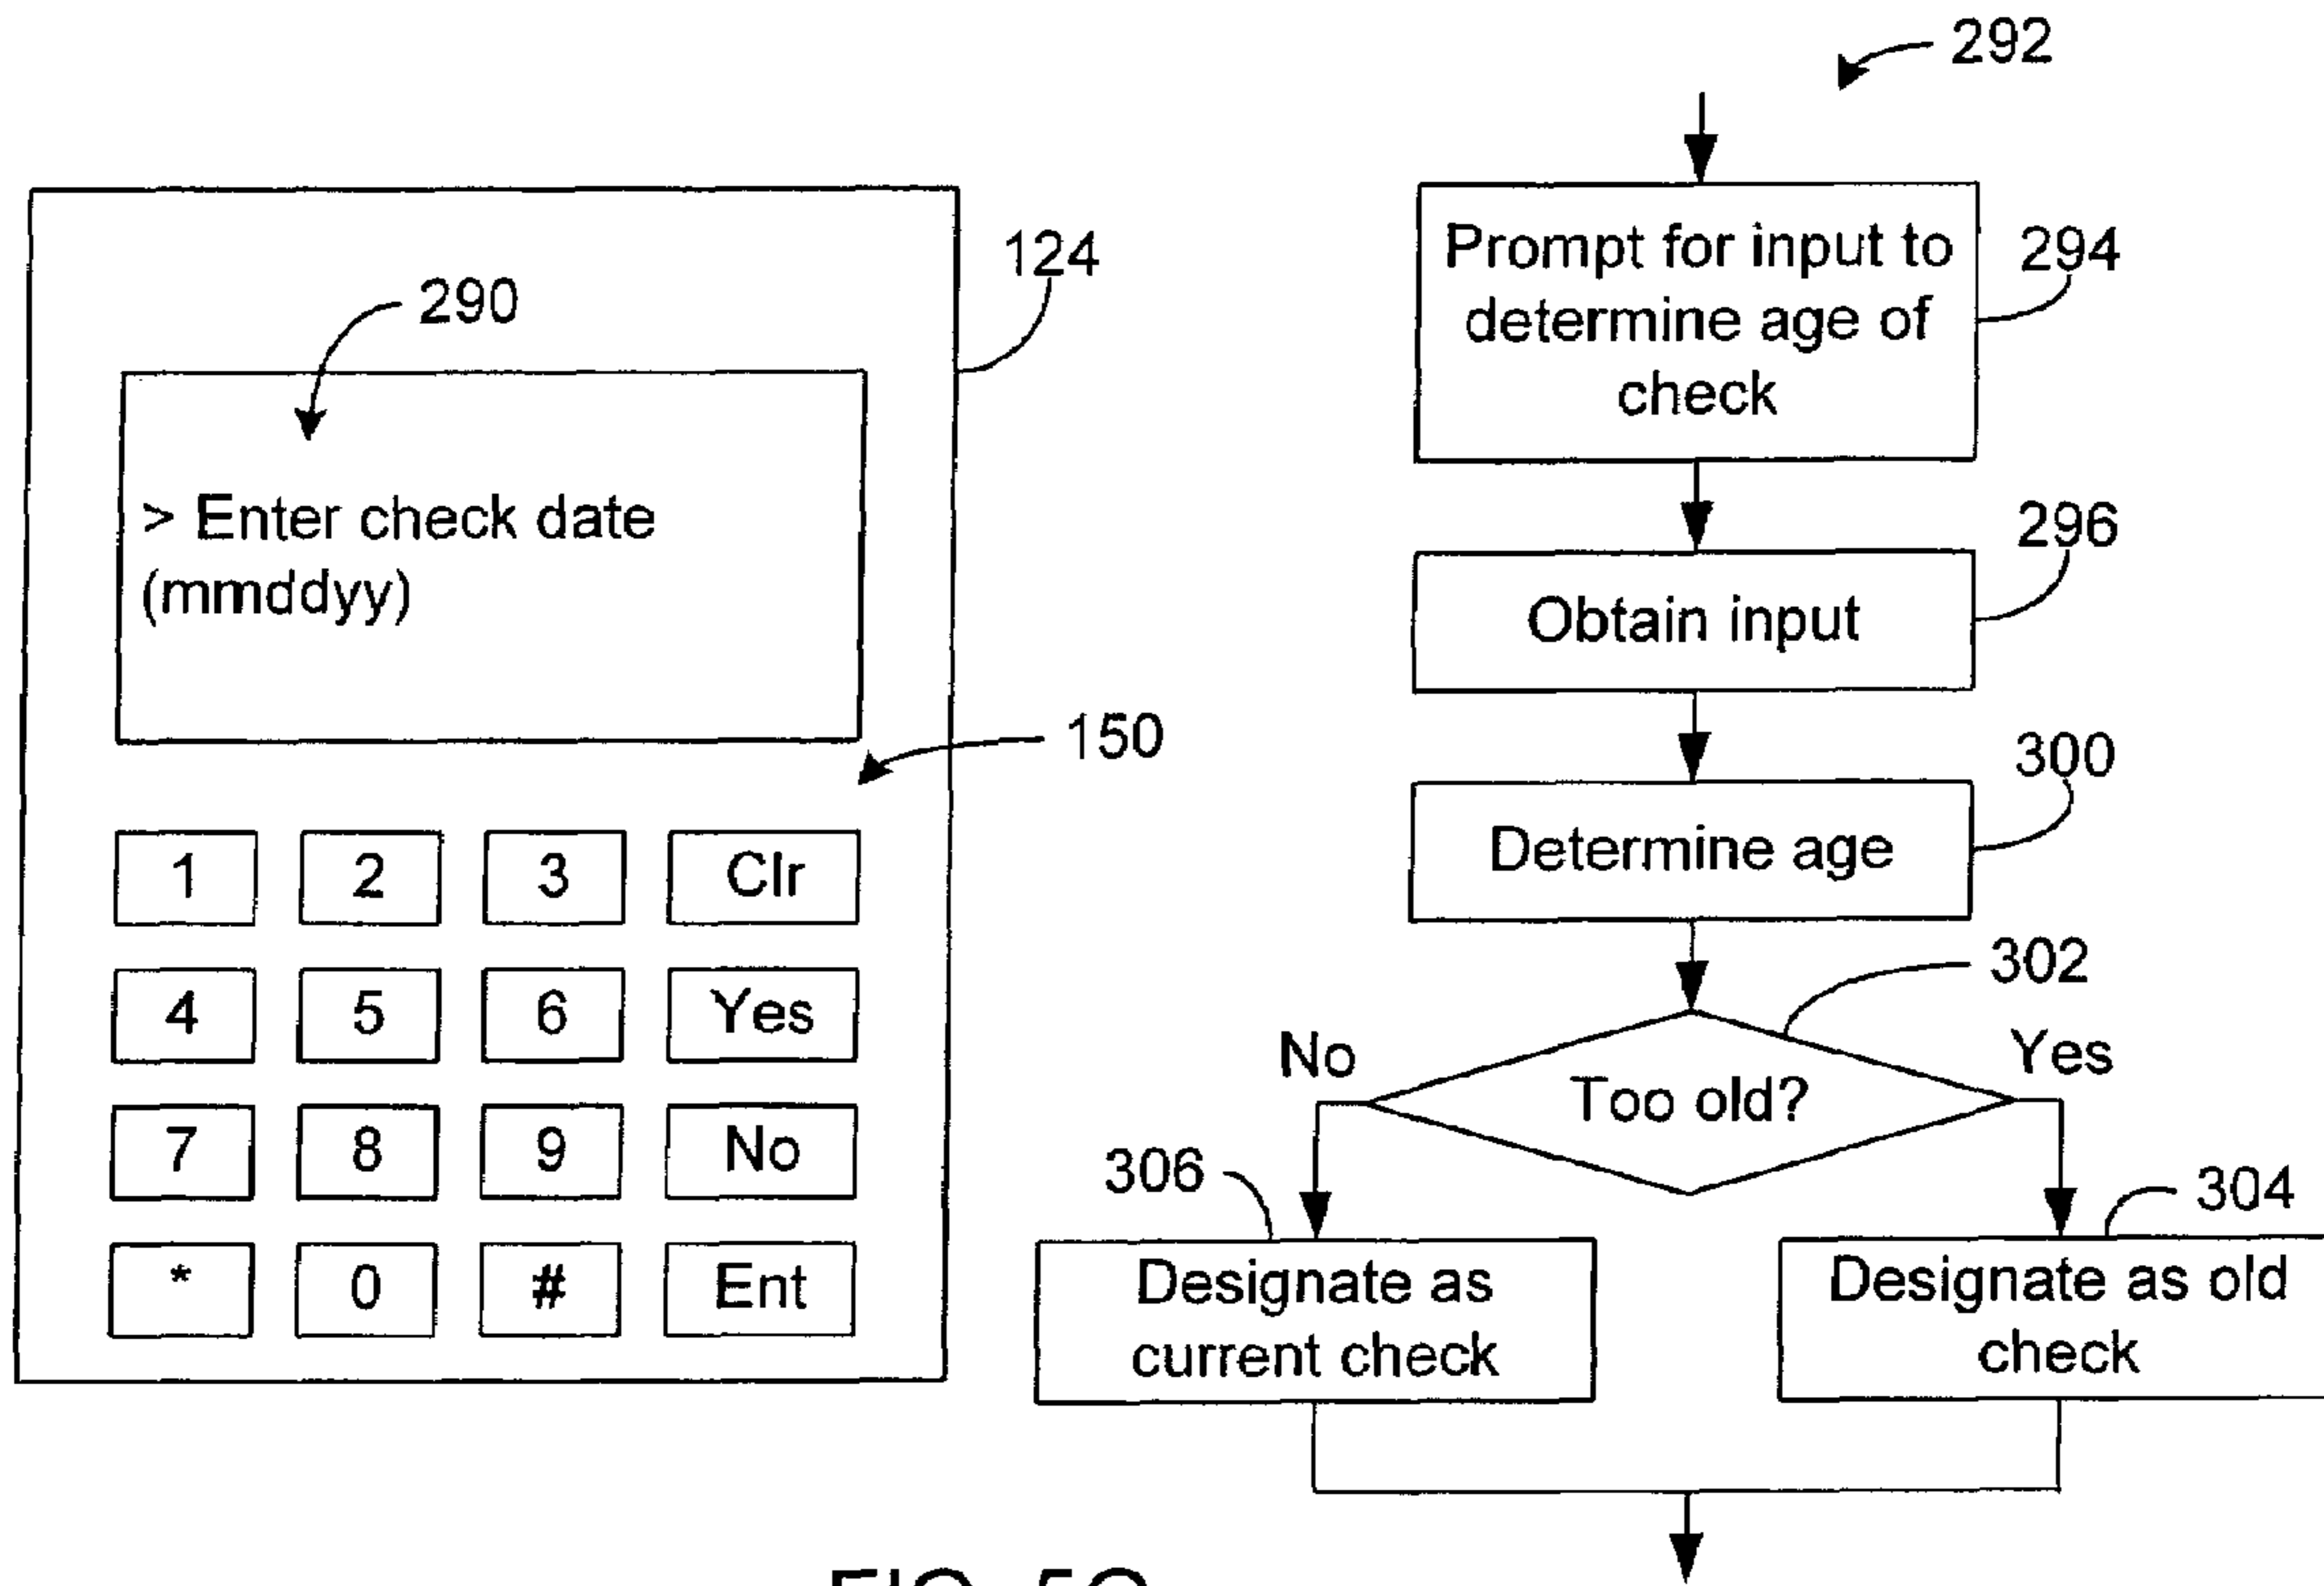 290
124
> Enter check date
(mmddyy)
150
1 2 3 Clr
4 5 6 Yes
7 8 9 No
* 0 # Ent
292
Prompt for input to
determine age of
check
294
Obtain input
296
Determine age
300
Too old?
302
No
Yes
306
Designate as
current check
304
Designate as old
check